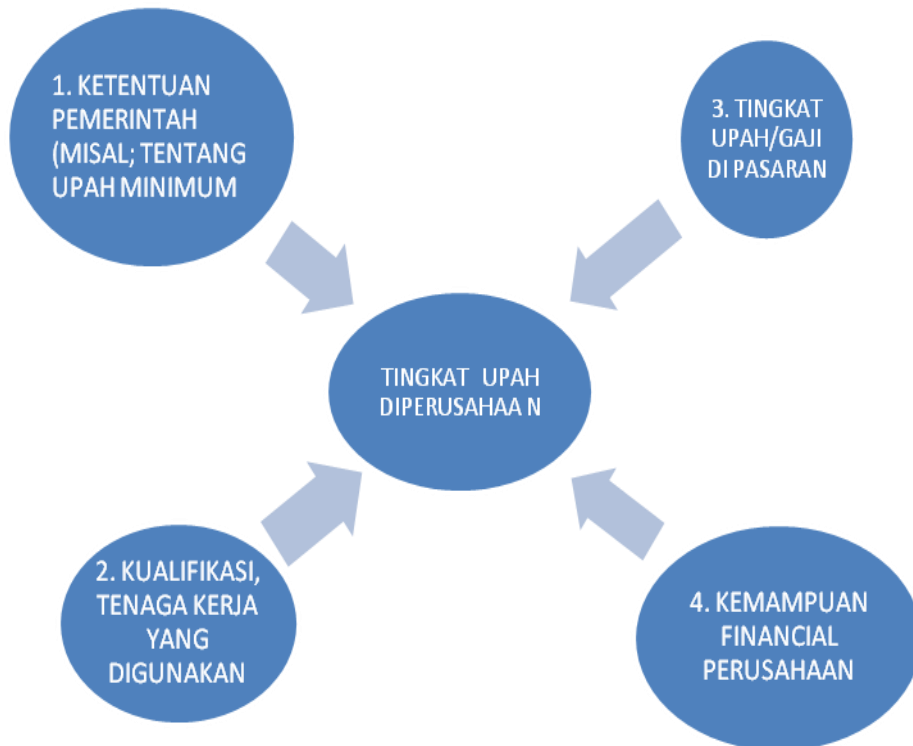 1. KETENTUAN
PEMERINTAH
(MISAL; TENTANG
UPAH MINIMUM
3. TINGKAT
UPAH/GAJI
DI PASARAN
TINGKAT UPAH
DIPERUSAHAA N
2. KUALIFIKASI,
TENAGA KERJA
YANG
DIGUNAKAN
4. KEMAMPUAN
FINANCIAL
PERUSAHAAN